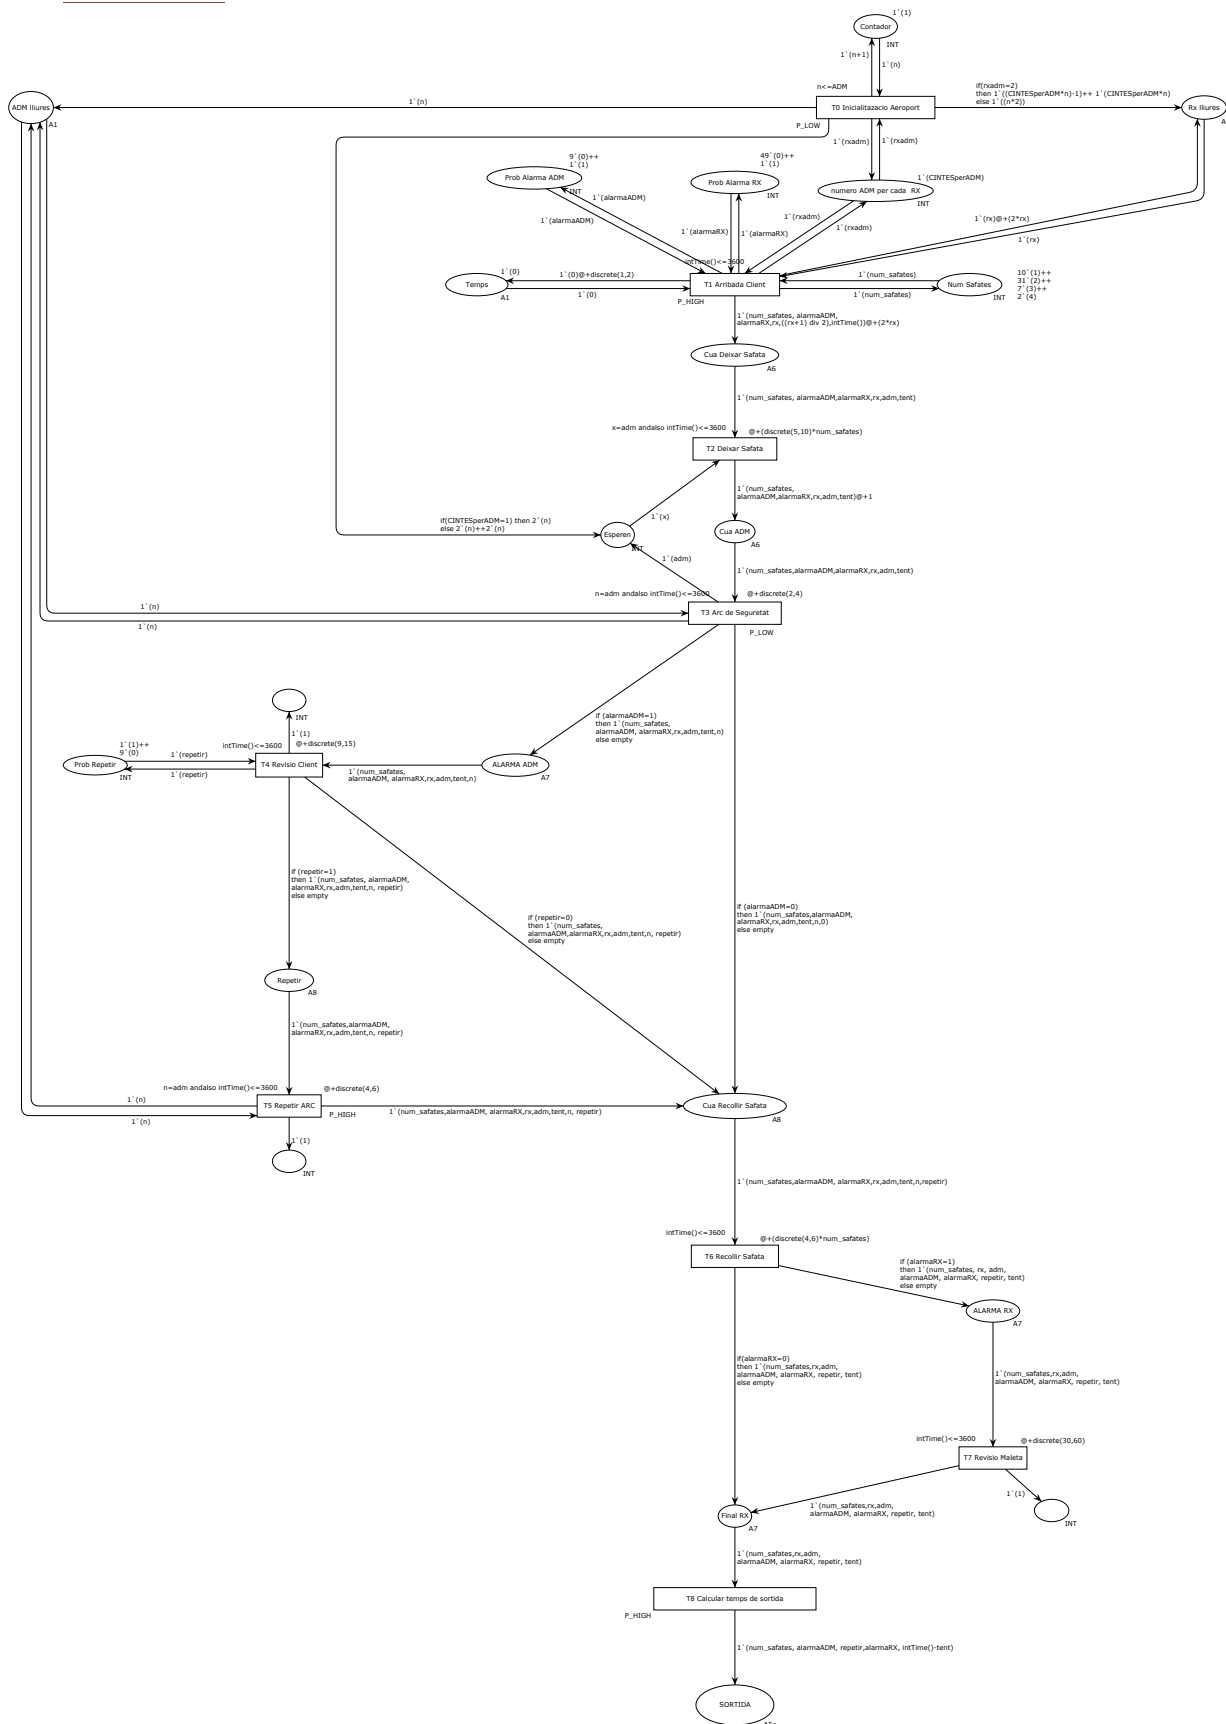 1`(1)
Contador
INT
1`(n+1)
1`(n)
n<=ADM
if(rxadm=2)
then 1`((CINTESperADM*n)-1)++ 1`(CINTESperADM*n)
else 1`((n*2))
ADM lliures
A1
1`(n)
T0 Inicialitazacio Aeroport
P_LOW
Rx lliures
A
1`(rxadm)
1`(rxadm)
9`(0)++
1`(1)
Prob Alarma ADM
INT
49`(0)++
1`(1)
Prob Alarma RX
INT
1`(CINTESperADM)
numero ADM per cada RX
INT
1`(alarmaADM)
1`(alarmaADM)
1`(alarmaRX)
1`(alarmaRX)
1`(rxadm)
1`(rxadm)
1`(rx)@+(2*rx)
1`(rx)
intTime()<=3600
1`(0)
Temps
A1
1`(0)@+discrete(1,2)
1`(0)
T1 Arribada Client
P_HIGH
1`(num_safates)
1`(num_safates)
Num Safates
INT
10`(1)++
31`(2)++
7`(3)++
2`(4)
1`(num_safates, alarmaADM,
alarmaRX,rx,((rx+1) div 2),intTime())@+(2*rx)
Cua Deixar Safata
A6
1`(num_safates, alarmaADM,alarmaRX,rx,adm,tent)
x=adm andalso intTime()<=3600
@+(discrete(5,10)*num_safates)
T2 Deixar Safata
1`(num_safates,
alarmaADM,alarmaRX,rx,adm,tent)@+1
if(CINTESperADM=1) then 2`(n)
else 2`(n)++2`(n)
1`(x)
Esperen
INT
Cua ADM
A6
1`(adm)
1`(num_safates,alarmaADM,alarmaRX,rx,adm,tent)
n=adm andalso intTime()<=3600
@+discrete(2,4)
1`(n)
1`(n)
T3 Arc de Seguretat
P_LOW
INT
if (alarmaADM=1)
then 1`(num_safates,
alarmaADM, alarmaRX,rx,adm,tent,n)
else empty
1`(1)
@+discrete(9,15)
1`(1)++
9`(0)
intTime()<=3600
Prob Repetir
INT
1`(repetir)
1`(repetir)
T4 Revisio Client
1`(num_safates,
alarmaADM, alarmaRX,rx,adm,tent,n)
ALARMA ADM
A7
if (repetir=1)
then 1`(num_safates, alarmaADM,
alarmaRX,rx,adm,tent,n, repetir)
else empty
if (repetir=0)
then 1`(num_safates,
alarmaADM,alarmaRX,rx,adm,tent,n, repetir)
else empty
if (alarmaADM=0)
then 1`(num_safates,alarmaADM,
alarmaRX,rx,adm,tent,n,0)
else empty
Repetir
A8
1`(num_safates,alarmaADM,
alarmaRX,rx,adm,tent,n, repetir)
n=adm andalso intTime()<=3600
@+discrete(4,6)
1`(n)
1`(n)
T5 Repetir ARC
P_HIGH
1`(num_safates,alarmaADM, alarmaRX,rx,adm,tent,n, repetir)
Cua Recollir Safata
A8
1`(1)
INT
1`(num_safates,alarmaADM, alarmaRX,rx,adm,tent,n,repetir)
intTime()<=3600
@+(discrete(4,6)*num_safates)
T6 Recollir Safata
if (alarmaRX=1)
then 1`(num_safates, rx, adm,
alarmaADM, alarmaRX, repetir, tent)
else empty
ALARMA RX
A7
if(alarmaRX=0)
then 1`(num_safates,rx,adm,
alarmaADM, alarmaRX, repetir, tent)
else empty
1`(num_safates,rx,adm,
alarmaADM, alarmaRX, repetir, tent)
intTime()<=3600
@+discrete(30,60)
T7 Revisio Maleta
1`(num_safates,rx,adm,
alarmaADM, alarmaRX, repetir, tent)
1`(1)
INT
Final RX
A7
1`(num_safates,rx,adm,
alarmaADM, alarmaRX, repetir, tent)
T8 Calcular temps de sortida
P_HIGH
1`(num_safates, alarmaADM, repetir,alarmaRX, intTime()-tent)
SORTIDA